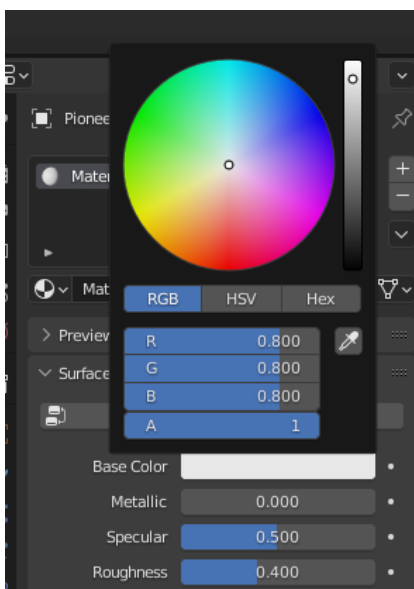 Pionee
Mater
Mat
RGB HSV Hex
Preview
R 0.800
Surface
G 0.800
B 0.800
A 1
Base Color
Metallic 0.000
Specular 0.500
Roughness 0.400